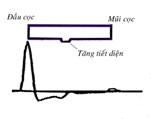 Đầu cọc
Mũi cọc
Tăng tiết diện